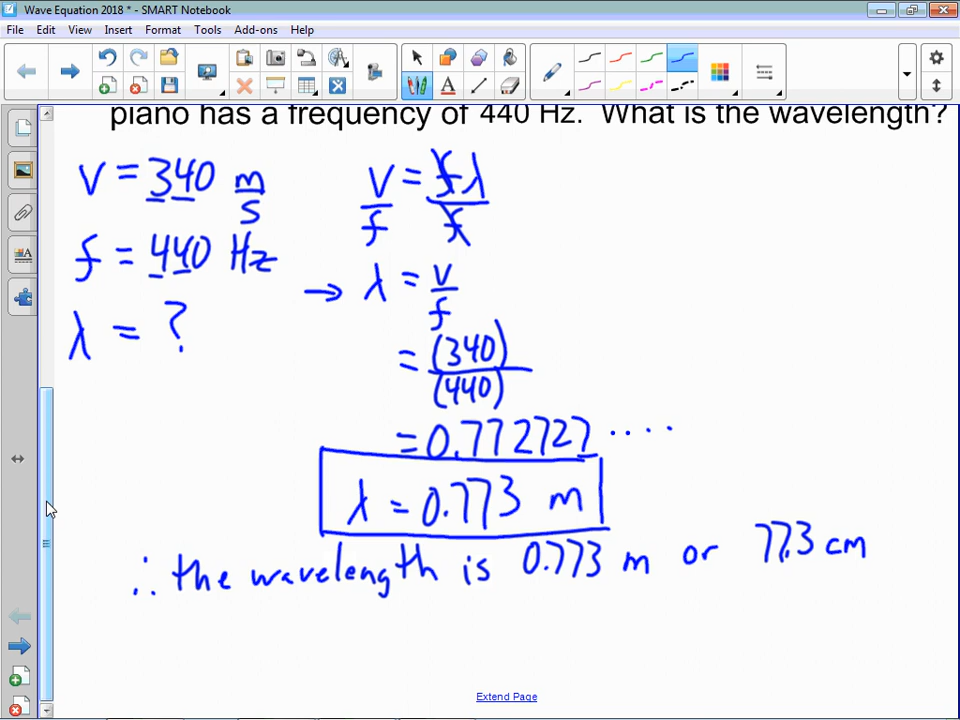 Wave Equation 2018 * - SMART Notebook
File Edit View Insert Format Tools Add-ons Help
piano has a frequency of 440 Hz. What is the wavelength?
v = 340 m/s
v/f = fλ/f
f = 440 Hz
→ λ = v/f
λ = ?
= (340)/(440)
= 0.772727....
λ = 0.773 m
∴ the wavelength is 0.773 m or 77.3 cm
Extend Page